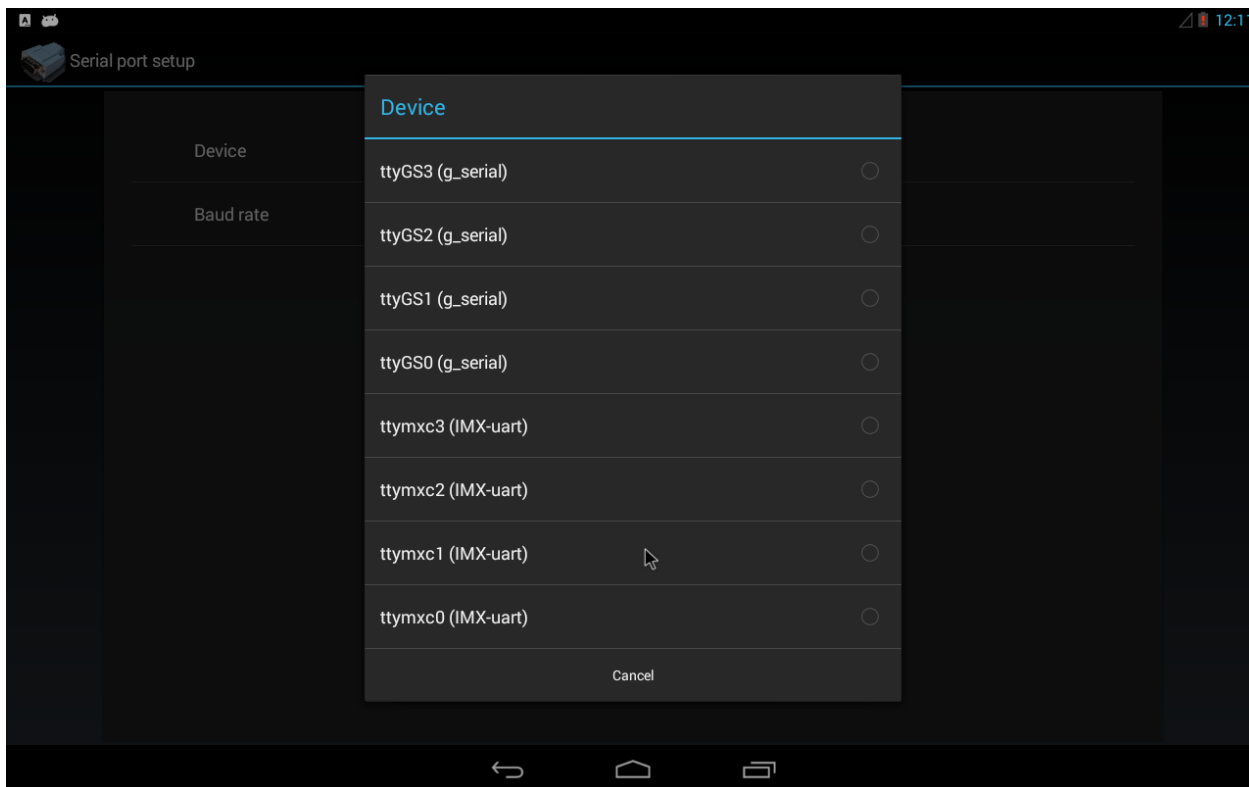 A
12:11
Serial port setup
Device
Device
Baud rate
ttyGS3 (g_serial)
ttyGS2 (g_serial)
ttyGS1 (g_serial)
ttyGS0 (g_serial)
ttymxc3 (IMX-uart)
ttymxc2 (IMX-uart)
ttymxc1 (IMX-uart)
ttymxc0 (IMX-uart)
Cancel